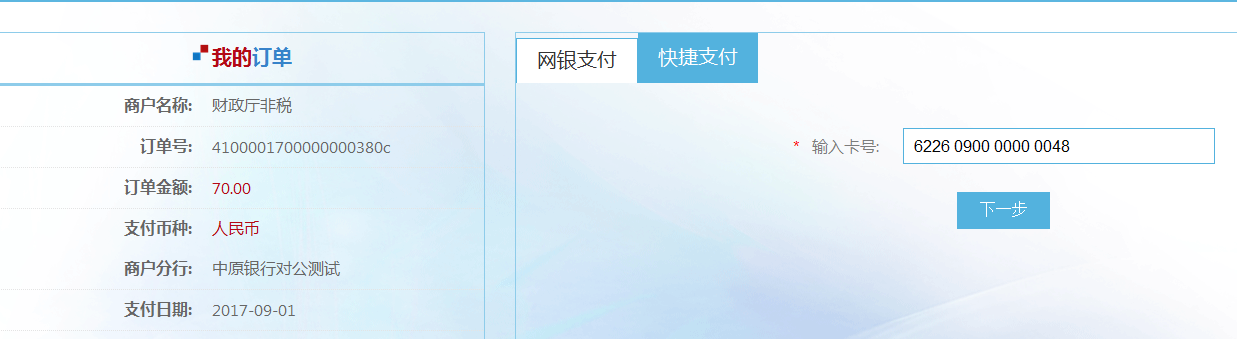 我的订单
商户名称: 财政厅非税
订单号: 4100001700000000380c
订单金额: 70.00
支付币种: 人民币
商户分行: 中原银行对公测试
支付日期: 2017-09-01
网银支付 快捷支付
* 输入卡号: 6226 0900 0000 0048
下一步